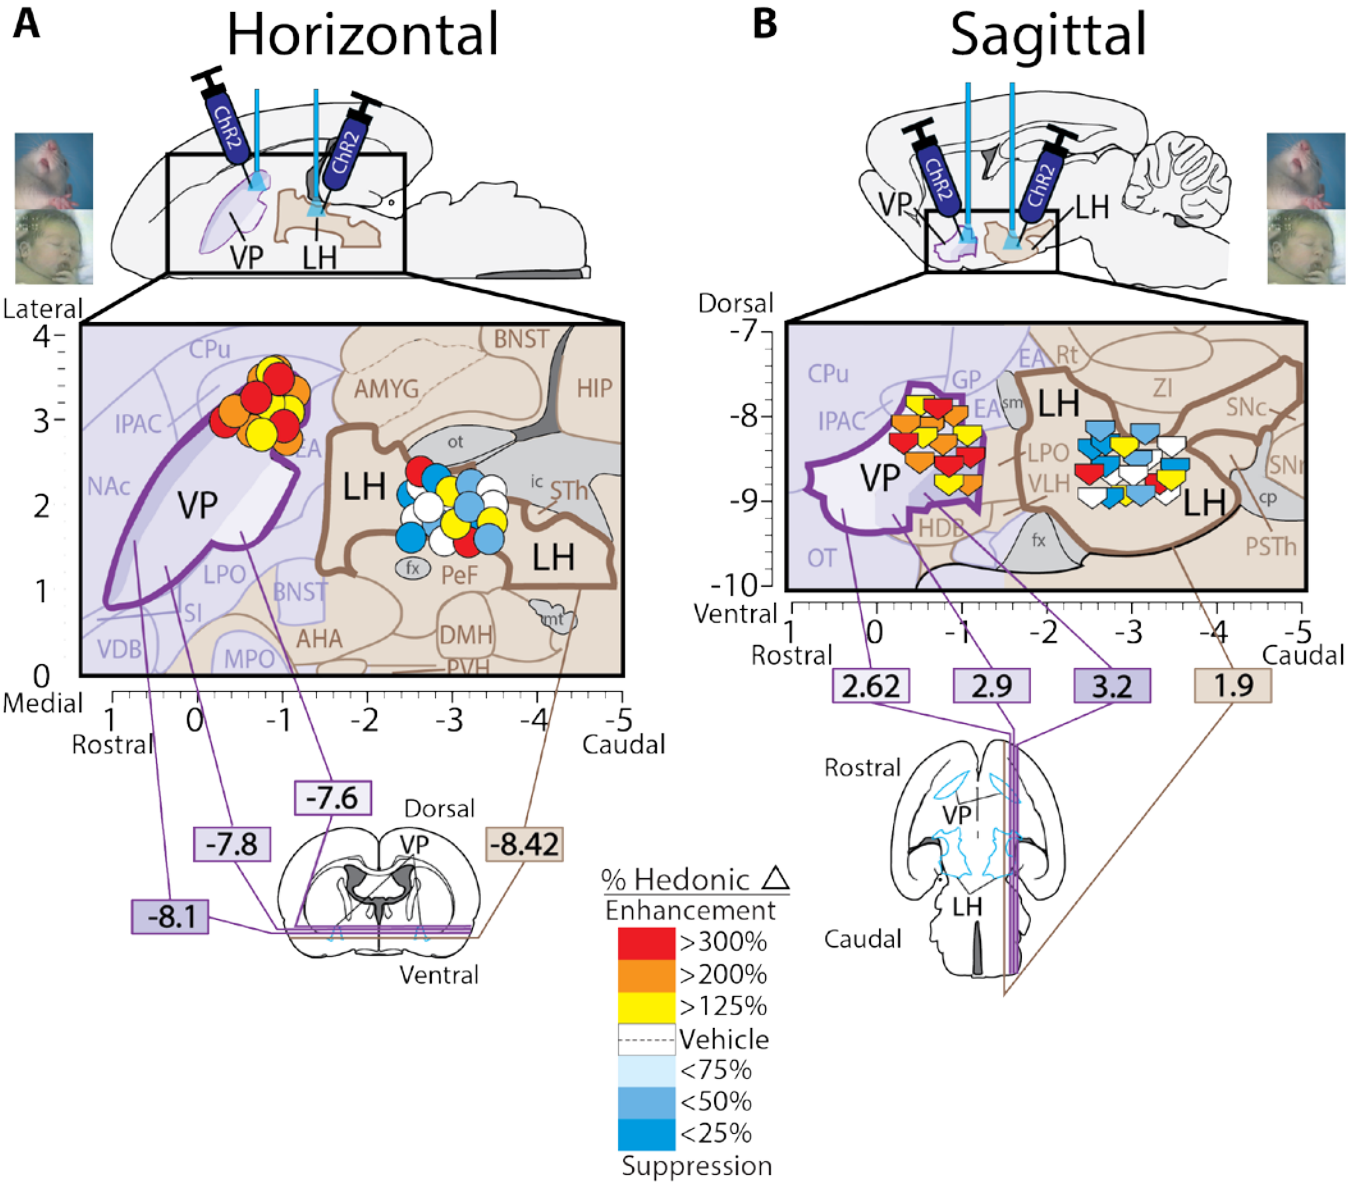 A
Horizontal
ChR2
ChR2
VP
LH
Lateral
4
3
2
1
0
Medial
CPu
BNST
AMYG
HIP
IPAC
EA
ot
NAc
VP
LH
ic
STh
LH
fx
PeF
LPO
BNST
SI
AHA
DMH
mt
VDB
MPO
PVH
1
0
-1
-2
-3
-4
-5
Rostral
Caudal
-7.6
-7.8
-8.1
-8.42
Dorsal
VP
Ventral
% Hedonic △
Enhancement
>300%
>200%
>125%
Vehicle
<75%
<50%
<25%
Suppression
B
Sagittal
ChR2
ChR2
VP
LH
Dorsal
-7
-8
-9
-10
Ventral
CPu
GP
EA
Rt
ZI
IPAC
EA
sm
LH
SNc
VP
LPO
VLH
SNr
LH
cp
HDB
fx
PSTh
OT
1
0
-1
-2
-3
-4
-5
Rostral
Caudal
2.62
2.9
3.2
1.9
Rostral
VP
LH
Caudal